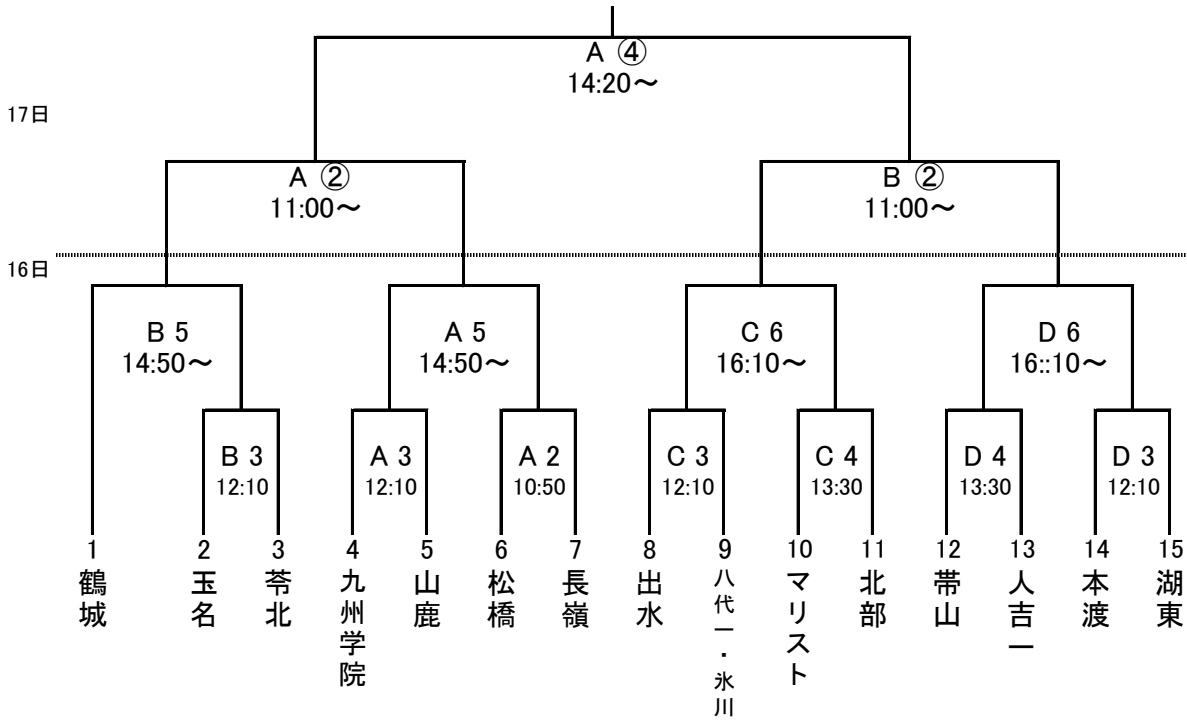 A ④
14:20～
17日
A ②
11:00～
B ②
11:00～
16日
B 5
14:50～
A 5
14:50～
C 6
16:10～
D 6
16::10～
B 3
12:10
A 3
12:10
A 2
10:50
C 3
12:10
C 4
13:30
D 4
13:30
D 3
12:10
1
鶴城
2
玉名
3
苓北
4
九州学院
5
山鹿
6
松橋
7
長嶺
8
出水
9
八代一・氷川
10
マリスト
11
北部
12
帯山
13
人吉一
14
本渡
15
湖東